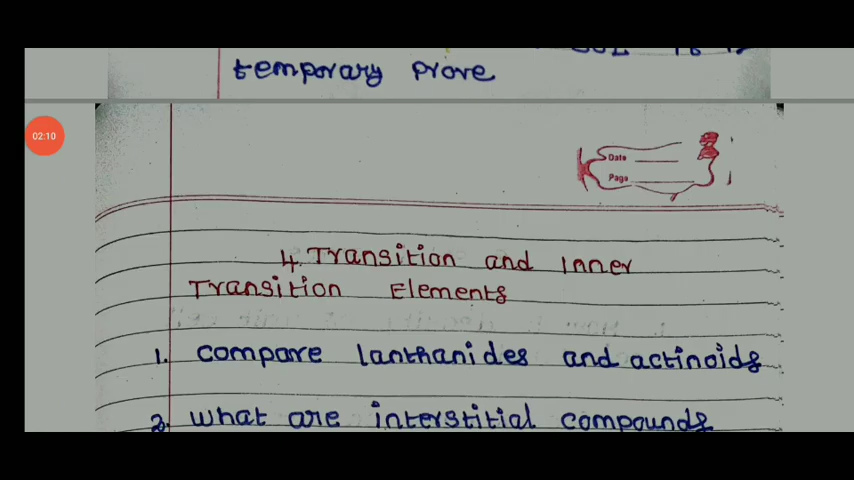 temporary prove
02:10
Date
Page
4. Transition and Inner
Transition Elements
1. compare lanthanides and actinoids
2. what are interstitial compounds